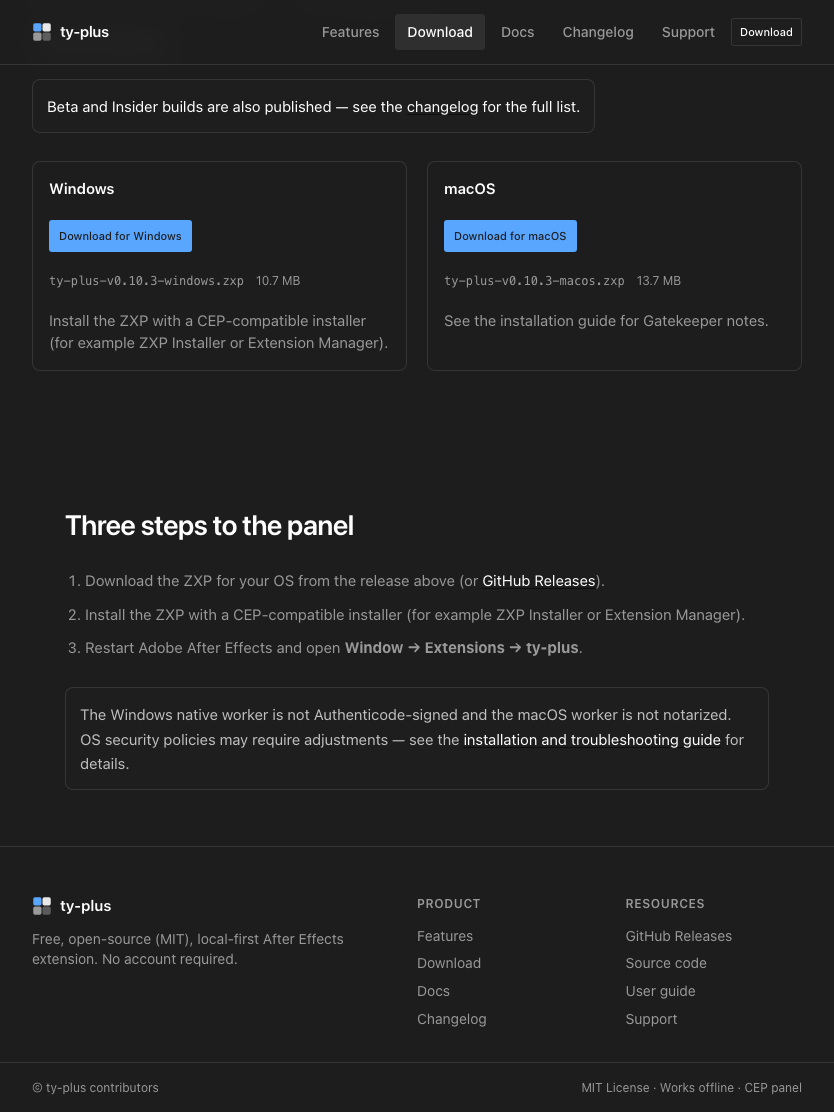 ty-plus
Features
Download
Docs
Changelog
Support
Download
Beta and Insider builds are also published — see the changelog for the full list.
Windows
Download for Windows
ty-plus-v0.10.3-windows.zxp 10.7 MB
Install the ZXP with a CEP-compatible installer
(for example ZXP Installer or Extension Manager).
macOS
Download for macOS
ty-plus-v0.10.3-macos.zxp 13.7 MB
See the installation guide for Gatekeeper notes.
Three steps to the panel
1. Download the ZXP for your OS from the release above (or GitHub Releases).
2. Install the ZXP with a CEP-compatible installer (for example ZXP Installer or Extension Manager).
3. Restart Adobe After Effects and open Window → Extensions → ty-plus.
The Windows native worker is not Authenticode-signed and the macOS worker is not notarized.
OS security policies may require adjustments — see the installation and troubleshooting guide for
details.
ty-plus
Free, open-source (MIT), local-first After Effects
extension. No account required.
PRODUCT
Features
Download
Docs
Changelog
RESOURCES
GitHub Releases
Source code
User guide
Support
© ty-plus contributors
MIT License · Works offline · CEP panel